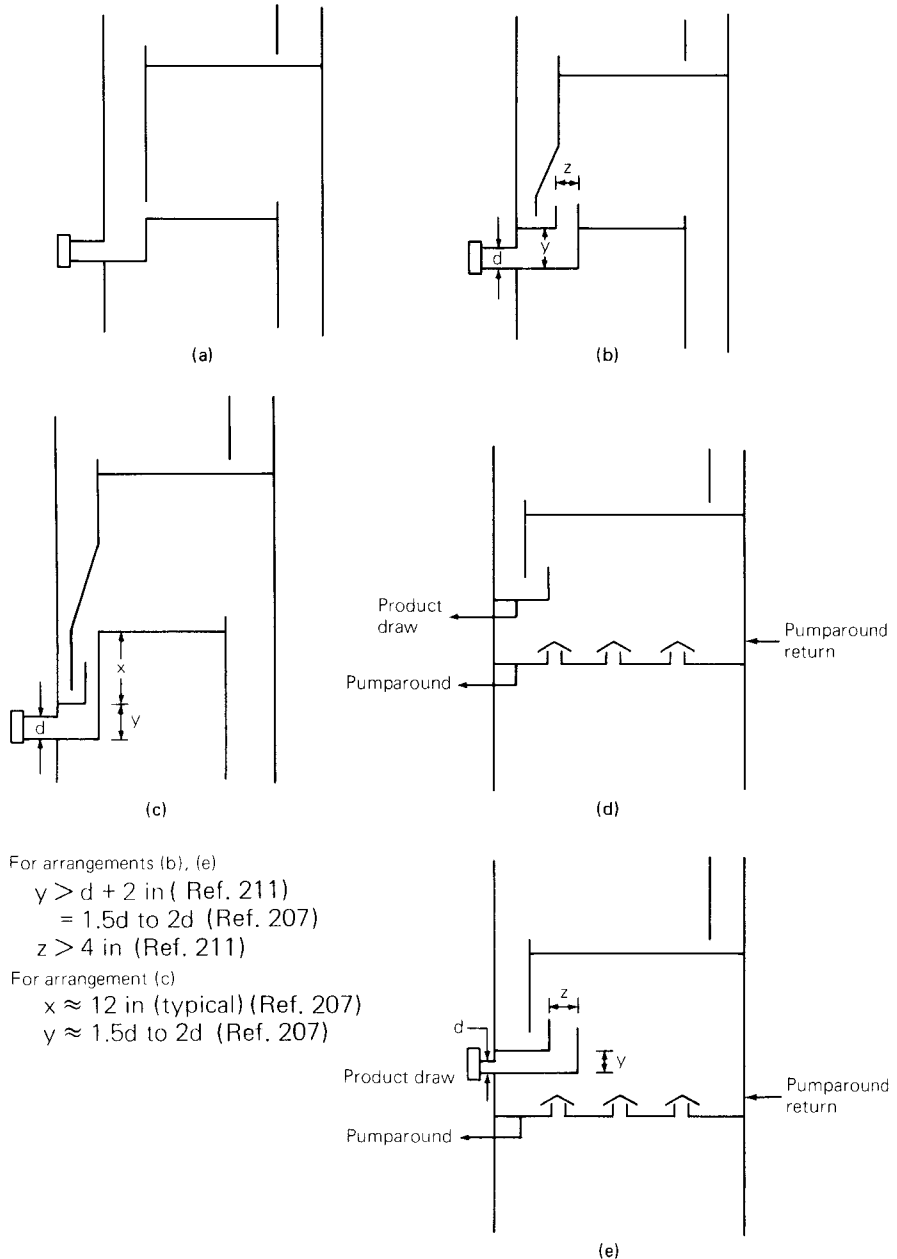 (a)
z
y
d
(b)
x
d
y
(c)
Product
draw
Pumparound
return
Pumparound
(d)
For arrangements (b), (e)
y > d + 2 in ( Ref. 211)
= 1.5d to 2d (Ref. 207)
z > 4 in (Ref. 211)
For arrangement (c)
x ≈ 12 in (typical) (Ref. 207)
y ≈ 1.5d to 2d (Ref. 207)
z
d
y
Product draw
Pumparound
return
Pumparound
(e)